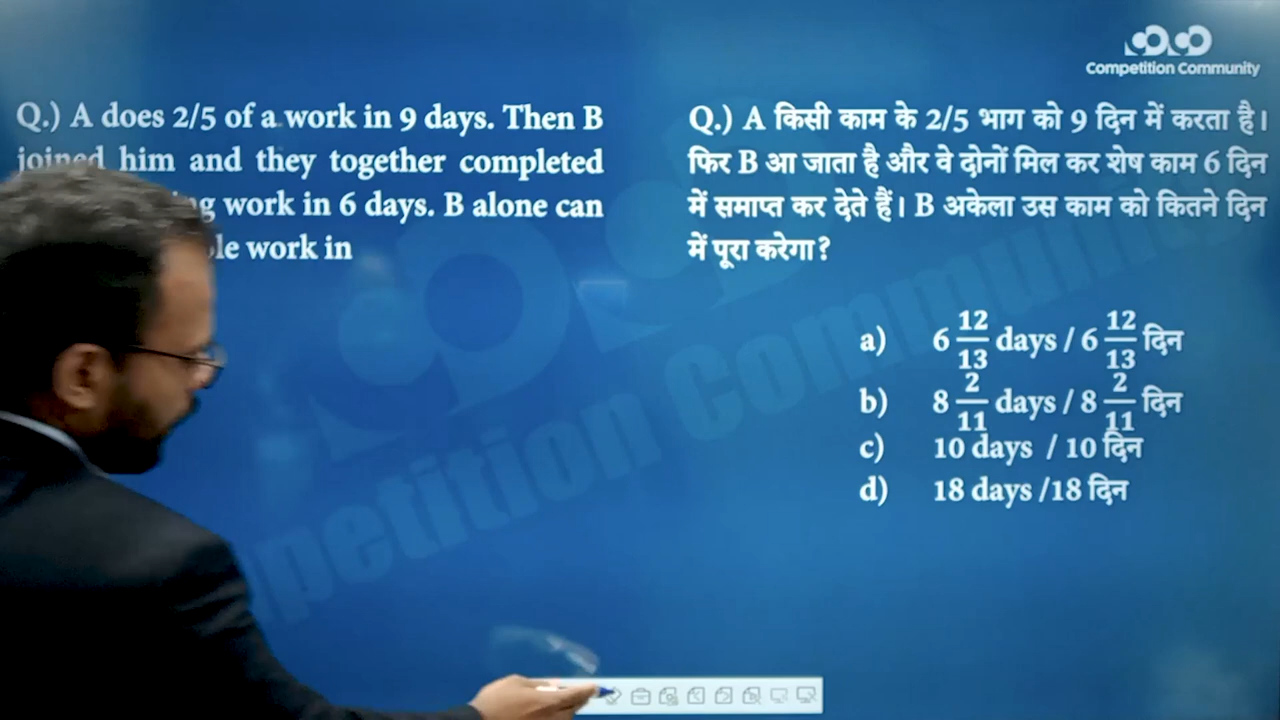 Competition Community
Q.) A does 2/5 of a work in 9 days. Then B
joined him and they together completed
work in 6 days. B alone can
work in
Q.) A किसी काम के 2/5 भाग को 9 दिन में करता है।
फिर B आ जाता है और वे दोनों मिल कर शेष काम 6 दिन
में समाप्त कर देते हैं। B अकेला उस काम को कितने दिन
में पूरा करेगा?
a) 6 12/13 days / 6 12/13 दिन
b) 8 2/11 days / 8 2/11 दिन
c) 10 days / 10 दिन
d) 18 days /18 दिन